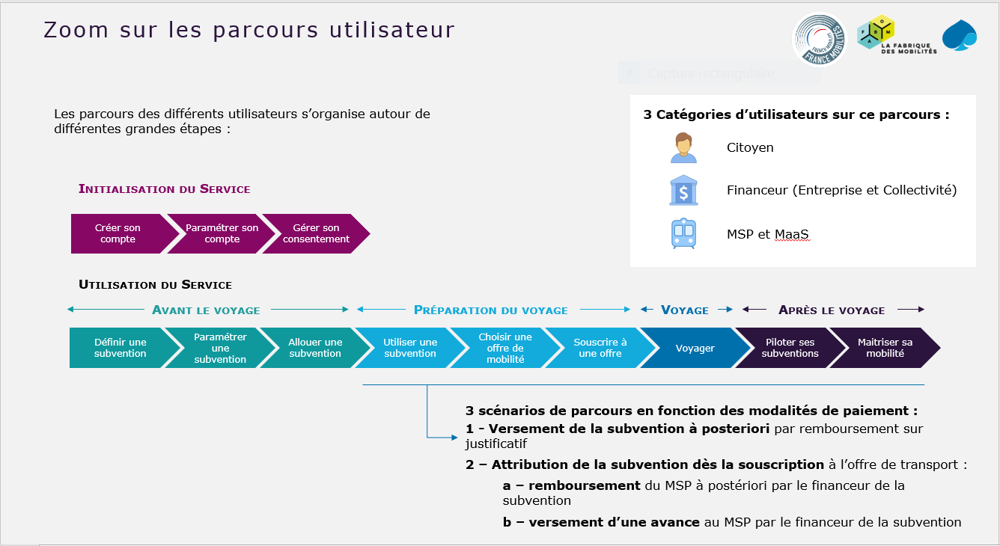 Zoom sur les parcours utilisateur
FRENCH MOBILITES
FRANCE MOBILITÉS
FABM
LA FABRIQUE
DES MOBILITÉS
Capture rectangulaire
Les parcours des différents utilisateurs s’organise autour de
différentes grandes étapes :
3 Catégories d’utilisateurs sur ce parcours :
Citoyen
Financeur (Entreprise et Collectivité)
MSP et MaaS
INITIALISATION DU SERVICE
Créer son
compte
Paramétrer son
compte
Gérer son
consentement
UTILISATION DU SERVICE
AVANT LE VOYAGE
PRÉPARATION DU VOYAGE
VOYAGE
APRÈS LE VOYAGE
Définir une
subvention
Paramétrer
une
subvention
Allouer une
subvention
Utiliser une
subvention
Choisir une
offre de
mobilité
Souscrire à
une offre
Voyager
Piloter ses
subventions
Maitriser sa
mobilité
3 scénarios de parcours en fonction des modalités de paiement :
1 - Versement de la subvention à posteriori par remboursement sur
justificatif
2 – Attribution de la subvention dès la souscription à l’offre de transport :
a – remboursement du MSP à postériori par le financeur de la
subvention
b – versement d’une avance au MSP par le financeur de la subvention